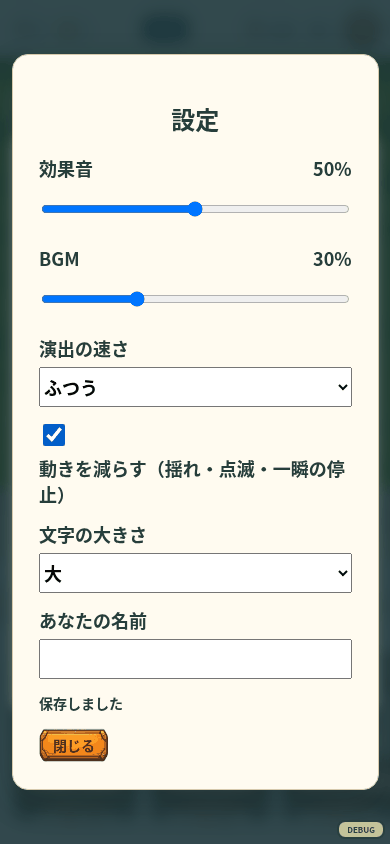 設定
効果音 50%
BGM 30%
演出の速さ
ふつう
動きを減らす（揺れ・点滅・一瞬の停
止）
文字の大きさ
大
あなたの名前
保存しました
閉じる
DEBUG